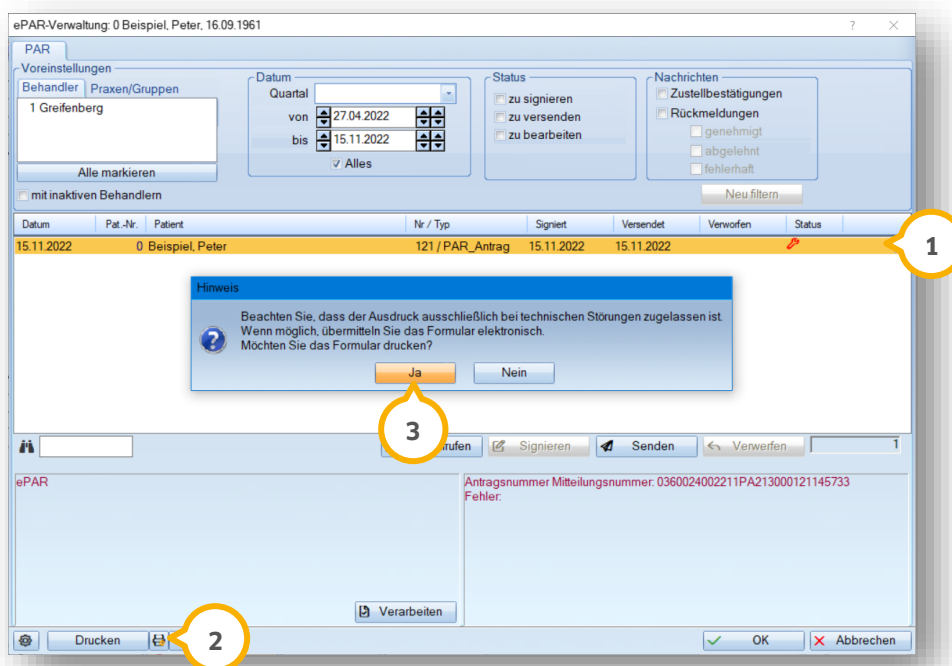 ePAR-Verwaltung: 0 Beispiel, Peter, 16.09.1961
PAR
Voreinstellungen
Behandler Praxen/Gruppen
1 Greifenberg
Alle markieren
mit inaktiven Behandlern
Datum
Quartal
von 27.04.2022
bis 15.11.2022
Alles
Status
zu signieren
zu versenden
zu bearbeiten
Nachrichten
Zustellbestätigungen
Rückmeldungen
genehmigt
abgelehnt
fehlerhaft
Neu filtern
Datum Pat.-Nr. Patient Nr / Typ Signiert Versendet Verworfen Status
15.11.2022 0 Beispiel, Peter 121 / PAR_Antrag 15.11.2022 15.11.2022
1
Hinweis
Beachten Sie, dass der Ausdruck ausschließlich bei technischen Störungen zugelassen ist.
Wenn möglich, übermitteln Sie das Formular elektronisch.
Möchten Sie das Formular drucken?
Ja Nein
3
rufen Signieren Senden Verwerfen 1
ePAR
Antragsnummer Mitteilungsnummer: 0360024002211PA213000121145733
Fehler:
Verarbeiten
Drucken
2
OK Abbrechen